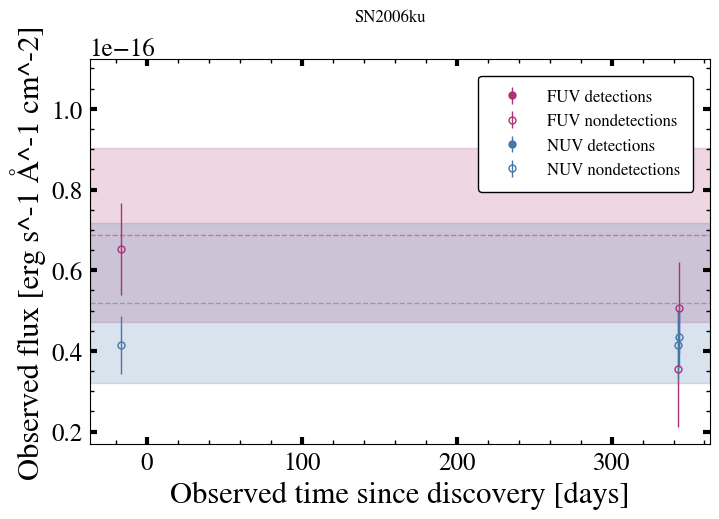 SN2006ku
1e−16
Observed flux [erg s^-1 Å^-1 cm^-2]
1.0
0.8
0.6
0.4
0.2
FUV detections
FUV nondetections
NUV detections
NUV nondetections
0 100 200 300
Observed time since discovery [days]